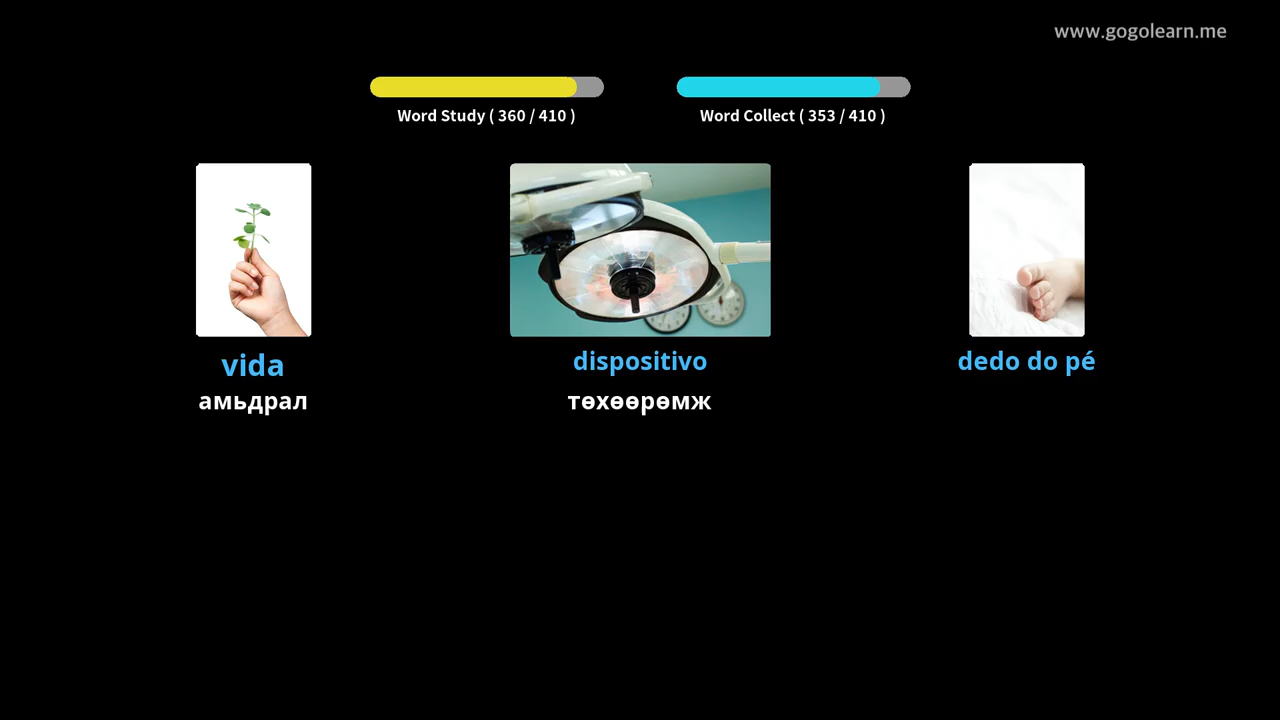 www.gogolearn.me
Word Study ( 360 / 410 )
Word Collect ( 353 / 410 )
vida
амьдрал
dispositivo
төхөөрөмж
dedo do pé